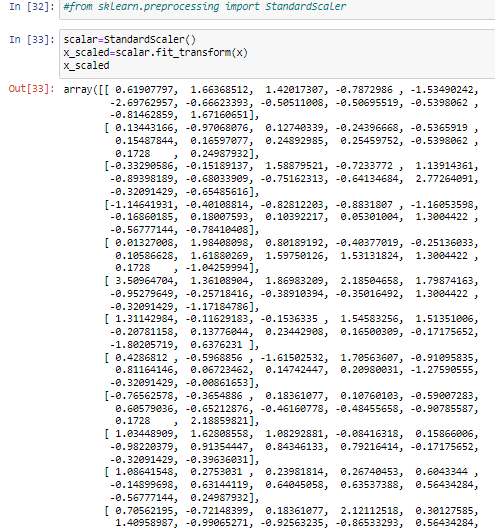 In [32]: #from sklearn.preprocessing import StandardScaler
In [33]: scalar=StandardScaler()
x_scaled=scalar.fit_transform(x)
x_scaled
Out[33]: array([[ 0.61907797, 1.66368512, 1.42017307, -0.7872986 , -1.53490242,
-2.69762957, -0.66623393, -0.50511008, -0.50695519, -0.5398062 ,
-0.81462859, 1.67160651],
[ 0.13443166, -0.97068076, 0.12740339, -0.24396668, -0.5365919 ,
0.15487844, 0.16597077, 0.24892985, 0.25459752, -0.5398062 ,
0.1728 , 0.24987932],
[-0.33290586, -0.15189137, 1.58879521, -0.7233772 , 1.13914361,
-0.89398189, -0.68033909, -0.75162313, -0.64134684, 2.77264091,
-0.32091429, -0.65485616],
[-1.14641931, -0.40108814, -0.82812203, -0.8831807 , -1.16053598,
-0.16860185, 0.18007593, 0.10392217, 0.05301004, 1.3004422 ,
-0.56777144, -0.78410408],
[ 0.01327008, 1.98408098, 0.80189192, -0.40377019, -0.25136033,
0.10586628, 1.61880269, 1.59750126, 1.53131824, 1.3004422 ,
0.1728 , -1.04259994],
[ 3.50964704, 1.36108904, 1.86983209, 2.18504658, 1.79874163,
-0.95279649, -0.25718416, -0.38910394, -0.35016492, 1.3004422 ,
-0.32091429, -1.17184786],
[ 1.31142984, -0.11629183, -0.1536335 , 1.54583256, 1.51351006,
-0.20781158, 0.13776044, 0.23442908, 0.16500309, -0.17175652,
-1.80205719, 0.6376231 ],
[ 0.4286812 , -0.5968856 , -1.61502532, 1.70563607, -0.91095835,
0.81164146, 0.06723462, 0.14742447, 0.20980031, -1.27590555,
-0.32091429, -0.00861653],
[-0.76562578, -0.3654886 , 0.18361077, 0.10760103, -0.59007283,
0.60579036, -0.65212876, -0.46160778, -0.48455658, -0.90785587,
0.1728 , 2.18859821],
[ 1.03448909, 1.62808558, 1.08292881, -0.08416318, 0.15866006,
-0.98220379, 0.91354447, 0.84346133, 0.79216414, -0.17175652,
-0.32091429, -0.39636031],
[ 1.08641548, 0.2753031 , 0.23981814, 0.26740453, 0.6043344 ,
-0.14899698, 0.63144119, 0.64045058, 0.63537388, 0.56434284,
-0.56777144, 0.24987932],
[ 0.70562195, -0.72148399, 0.18361077, 2.12112518, 0.30127585,
1.40958987, -0.99065271, -0.92563235, -0.86533293, 0.56434284,